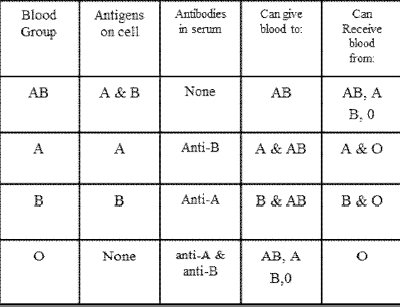 Blood Group | Antigens on cell | Antibodies in serum | Can give blood to: | Can Receive blood from:
AB | A & B | None | AB | AB, A B, 0
A | A | Anti-B | A & AB | A & O
B | B | Anti-A | B & AB | B & O
O | None | anti-A & anti-B | AB, A B,0 | O